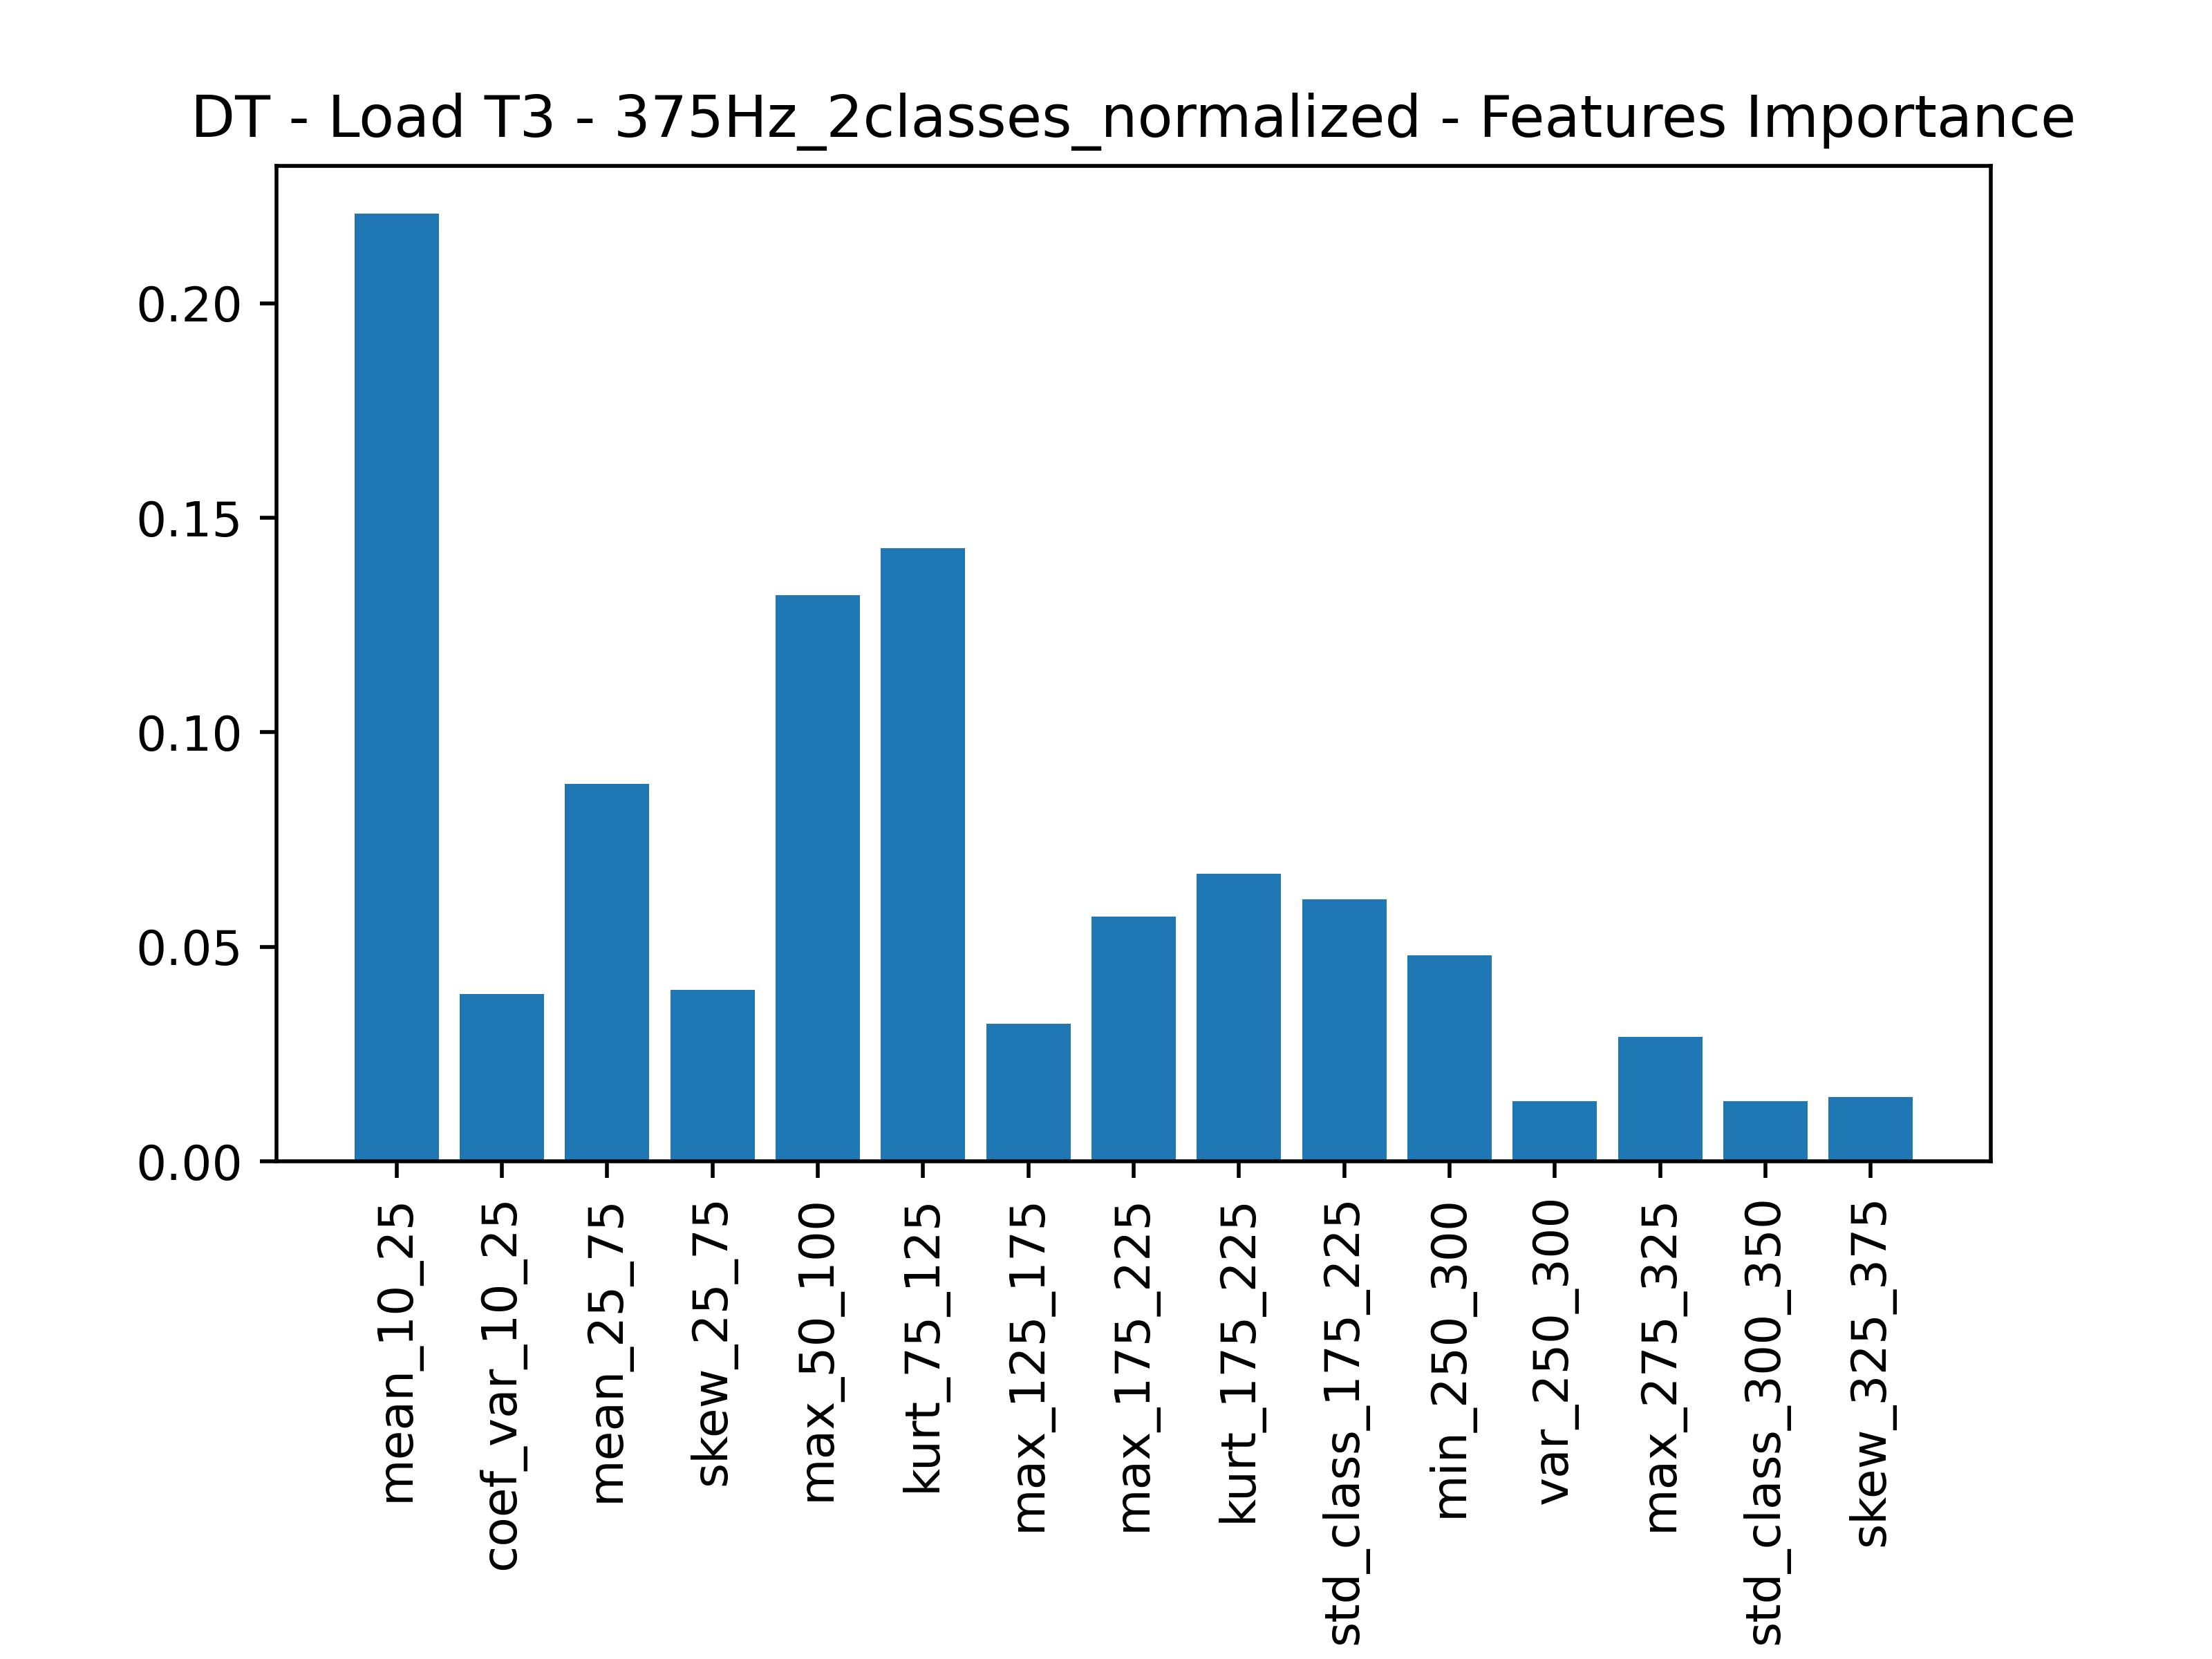 DT - Load T3 - 375Hz_2classes_normalized - Features Importance
0.20
0.15
0.10
0.05
0.00
mean_10_25
coef_var_10_25
mean_25_75
skew_25_75
max_50_100
kurt_75_125
max_125_175
max_175_225
kurt_175_225
std_class_175_225
min_250_300
var_250_300
max_275_325
std_class_300_350
skew_325_375